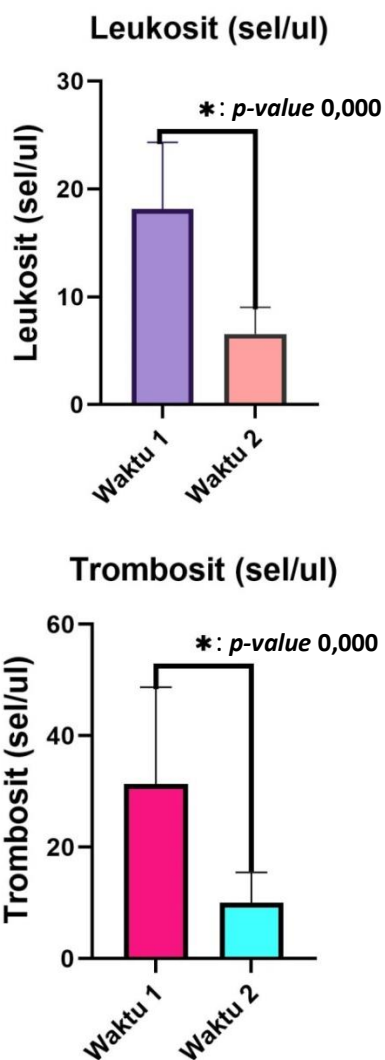 Leukosit (sel/ul)
30
*: p-value 0,000
20
10
0
Leukosit (sel/ul)
Waktu 1
Waktu 2
Trombosit (sel/ul)
60
*: p-value 0,000
40
20
0
Trombosit (sel/ul)
Waktu 1
Waktu 2